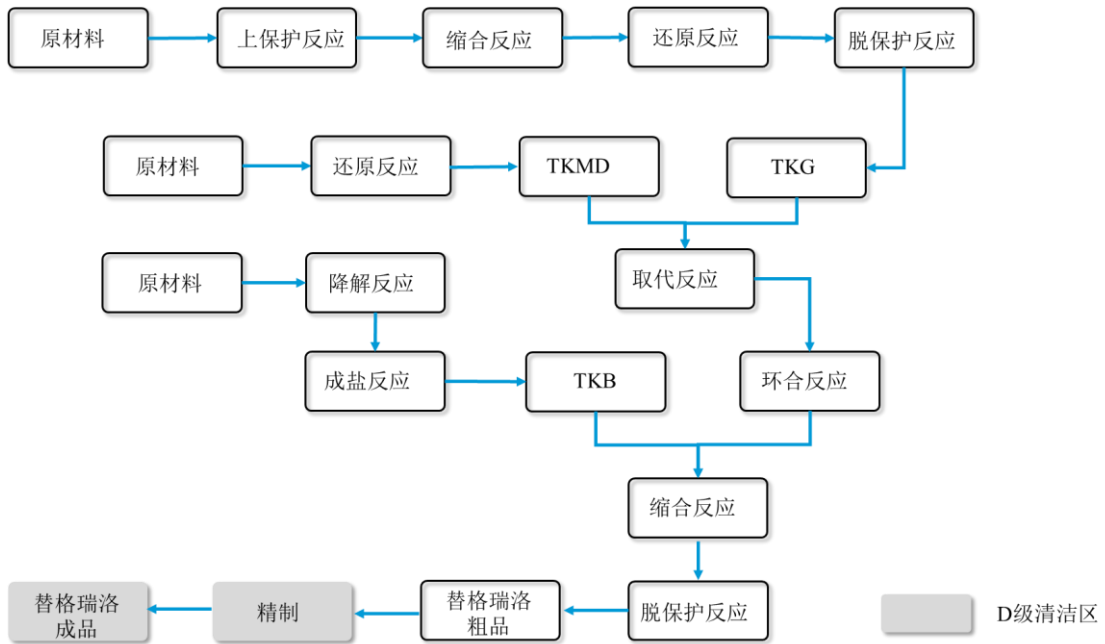 原材料
上保护反应
缩合反应
还原反应
脱保护反应
原材料
还原反应
TKMD
TKG
取代反应
原材料
降解反应
成盐反应
TKB
环合反应
缩合反应
脱保护反应
替格瑞洛
粗品
精制
替格瑞洛
成品
D级清洁区